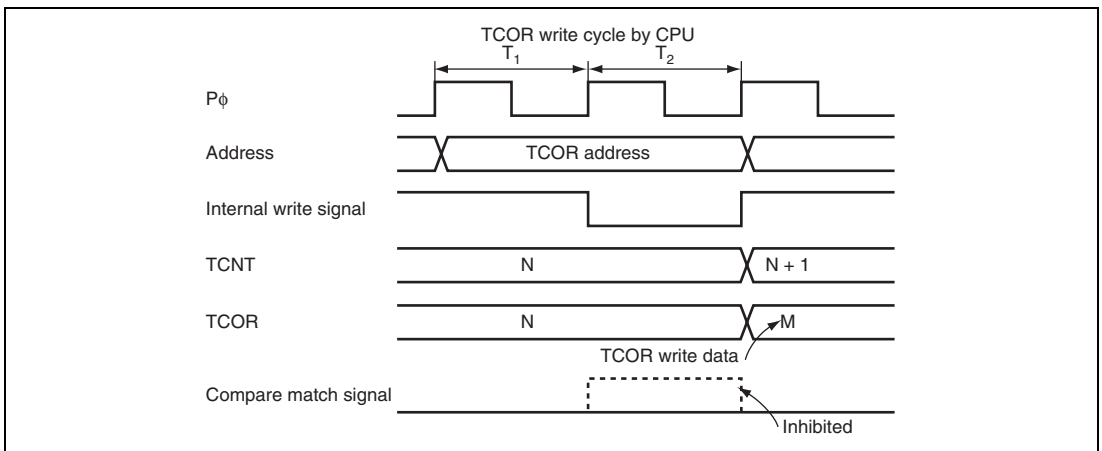 TCOR write cycle by CPU
T1 T2
Pφ
Address TCOR address
Internal write signal
TCNT N N + 1
TCOR N M
TCOR write data
Compare match signal
Inhibited